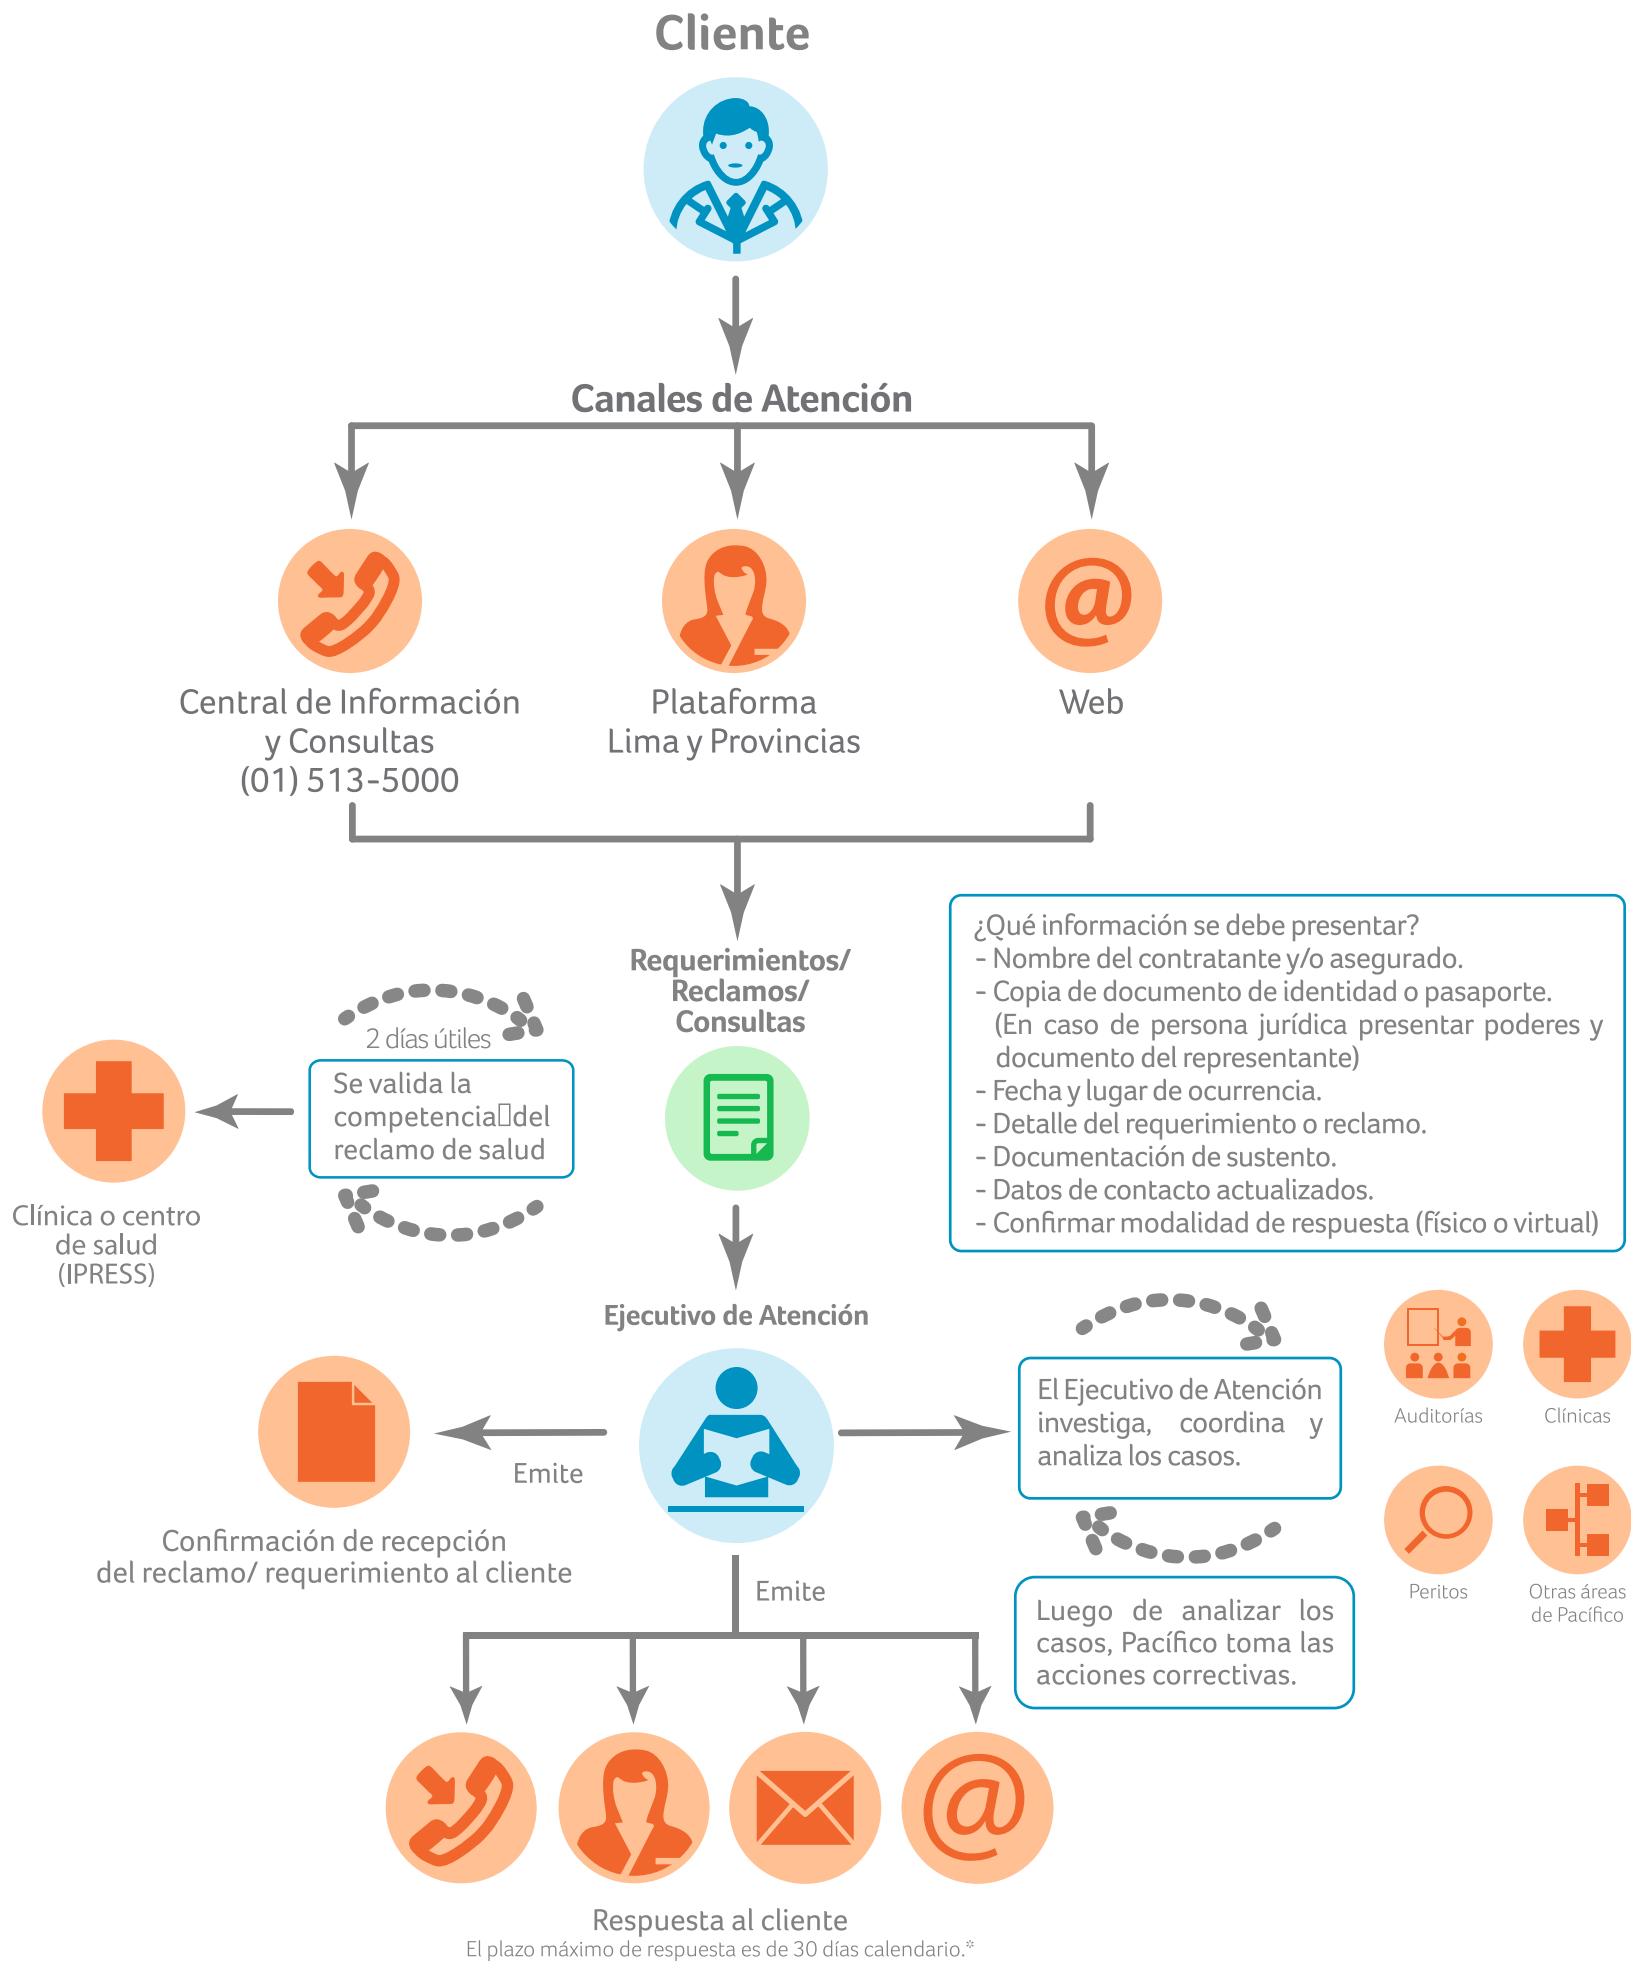 Cliente
Canales de Atención
Central de Información
y Consultas
(01) 513-5000
Plataforma
Lima y Provincias
@
Web
Requerimientos/
Reclamos/
Consultas
¿Qué información se debe presentar?
- Nombre del contratante y/o asegurado.
- Copia de documento de identidad o pasaporte.
(En caso de persona jurídica presentar poderes y
documento del representante)
- Fecha y lugar de ocurrencia.
- Detalle del requerimiento o reclamo.
- Documentación de sustento.
- Datos de contacto actualizados.
- Confirmar modalidad de respuesta (físico o virtual)
2 días útiles
Se valida la
competencia▯del
reclamo de salud
Clínica o centro
de salud
(IPRESS)
Ejecutivo de Atención
Emite
Confirmación de recepción
del reclamo/ requerimiento al cliente
El Ejecutivo de Atención
investiga, coordina y
analiza los casos.
Auditorías
Clínicas
Peritos
Otras áreas
de Pacífico
Luego de analizar los
casos, Pacífico toma las
acciones correctivas.
Emite
@
Respuesta al cliente
El plazo máximo de respuesta es de 30 días calendario.*